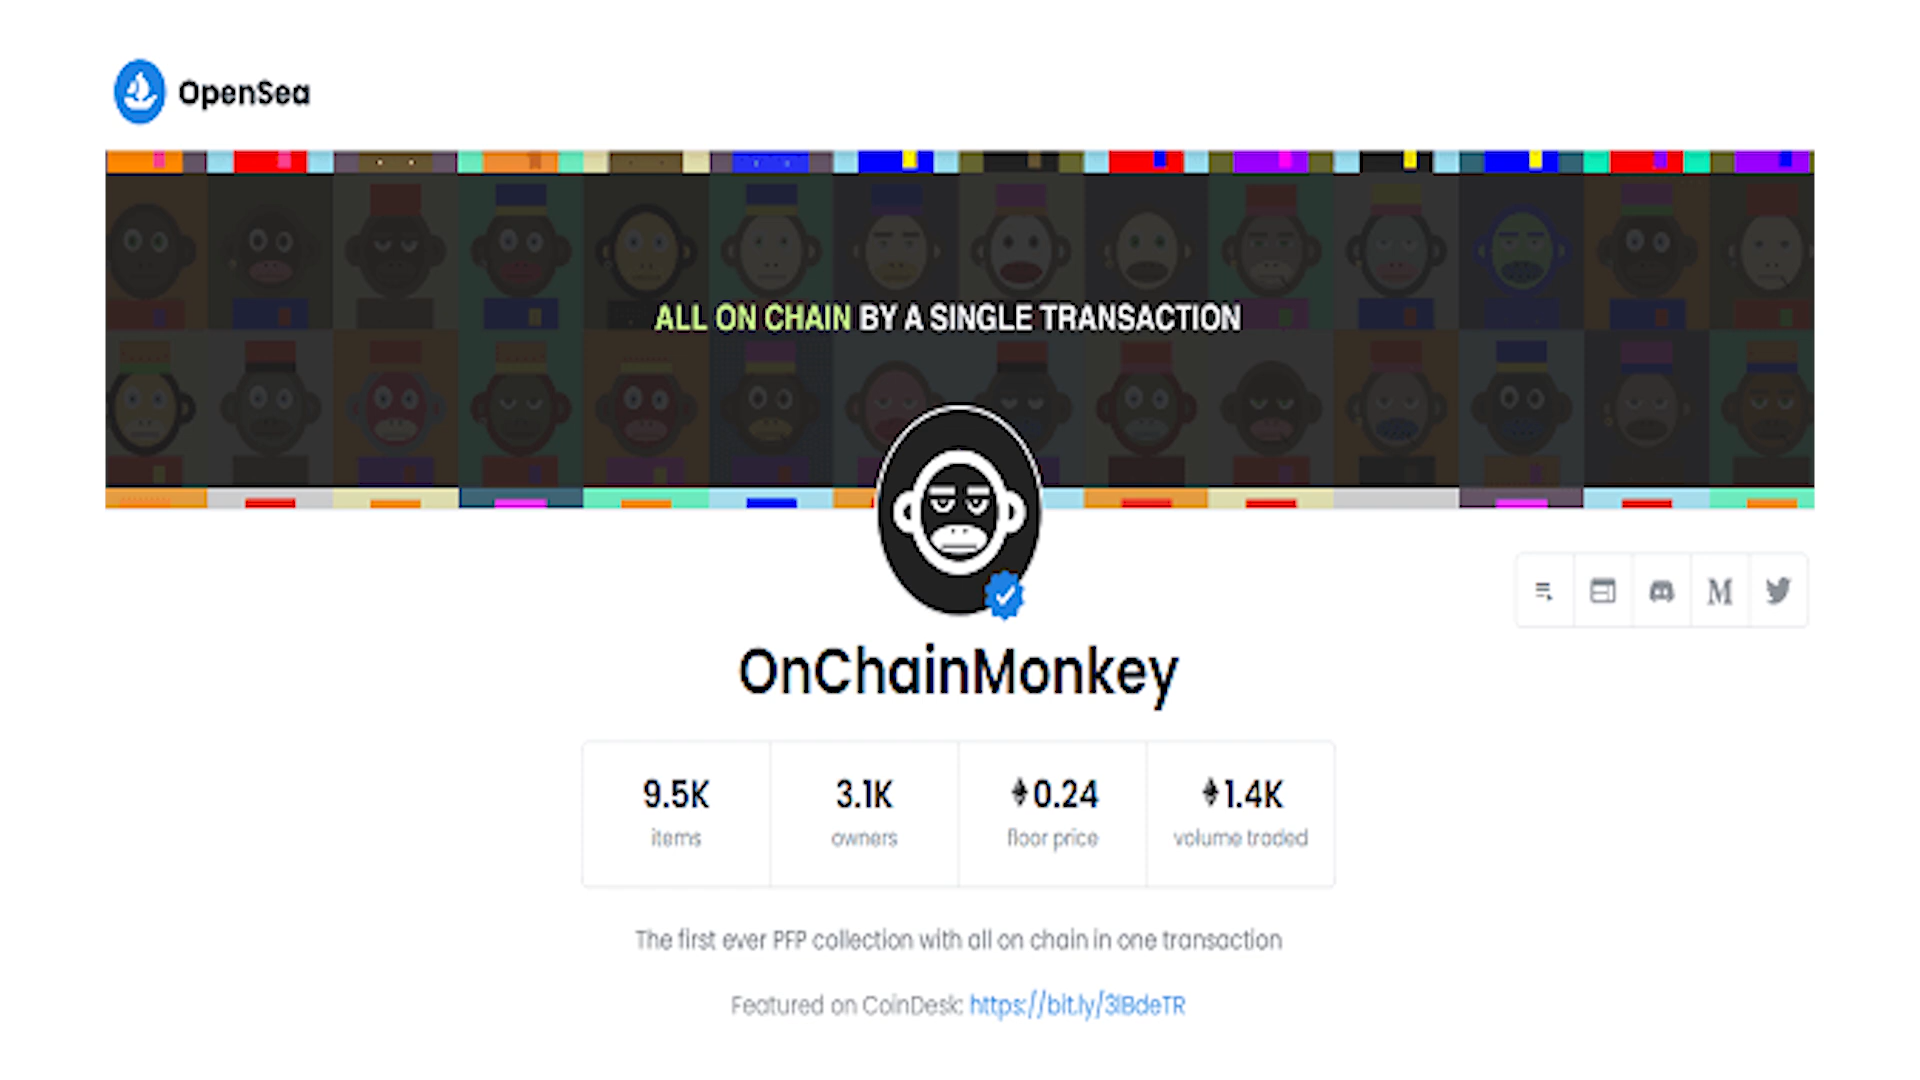 OpenSea
ALL ON CHAIN BY A SINGLE TRANSACTION
OnChainMonkey
9.5K
items
3.1K
owners
0.24
floor price
1.4K
volume traded
M
The first ever PFP collection with all on chain in one transaction
Featured on CoinDesk: https://bit.ly/3lBdeTR